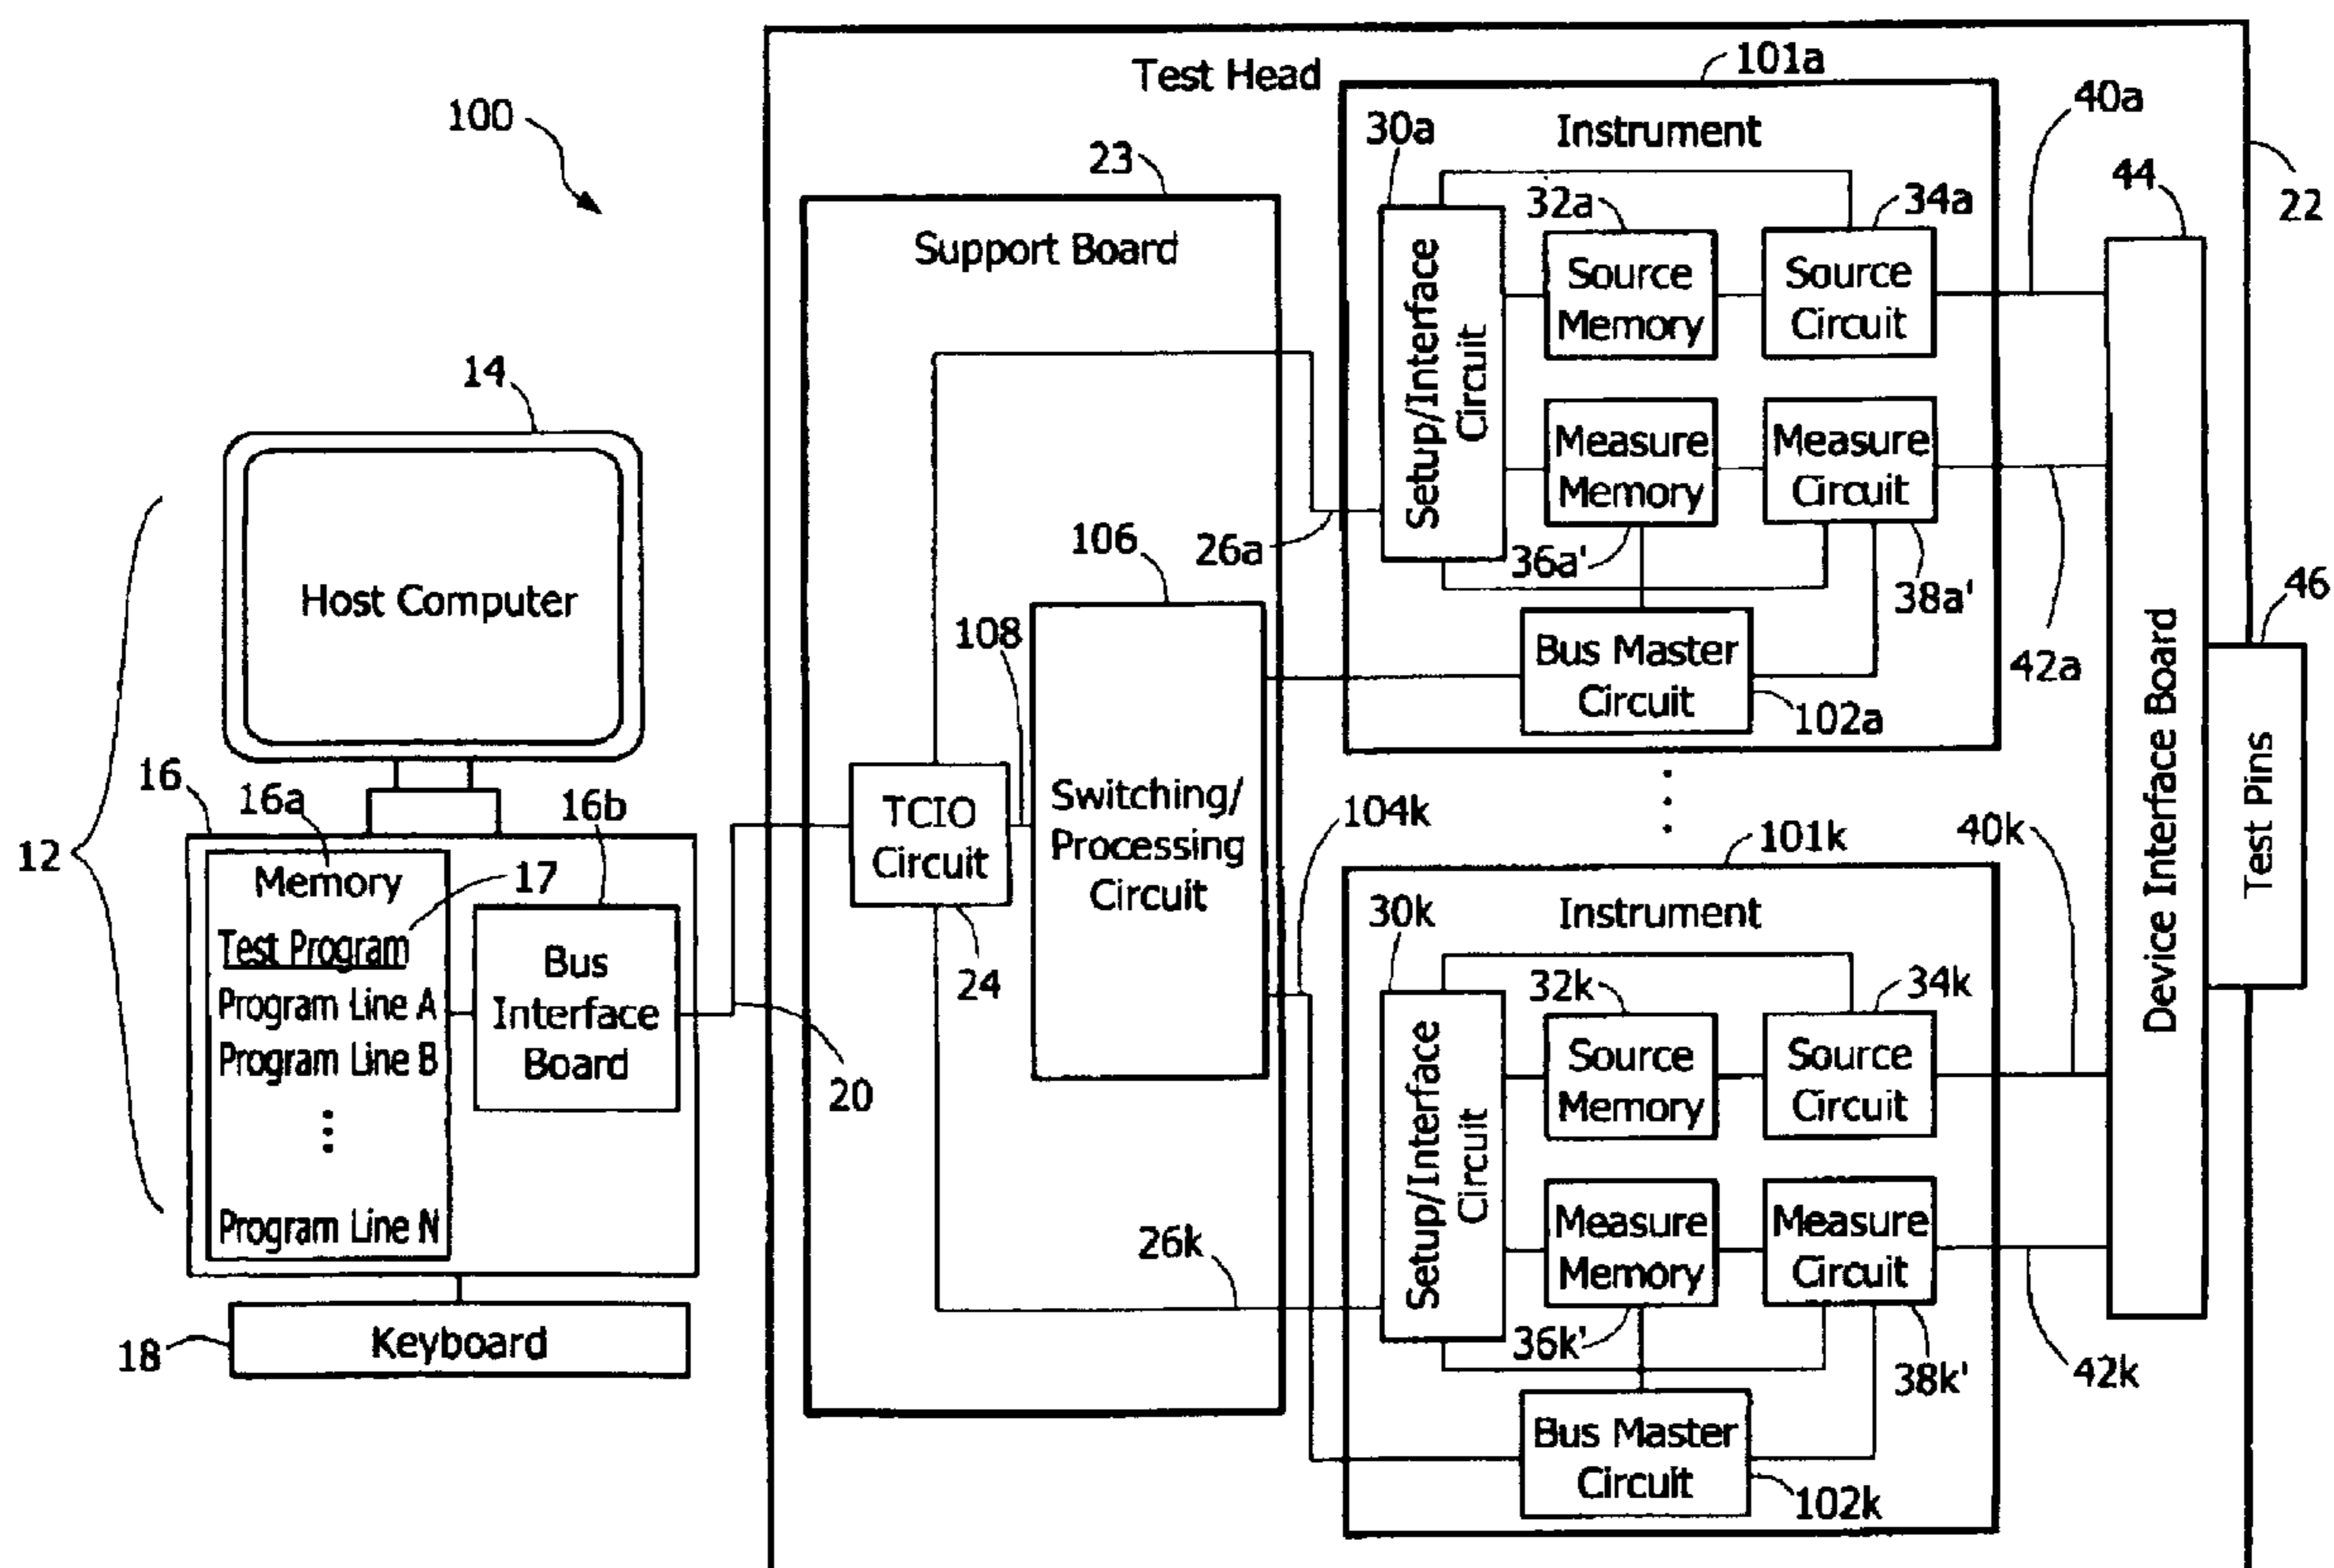 100
12
14
Host Computer
16
16a
16b
Memory
17
Test Program
Program Line A
Program Line B
Program Line N
Bus
Interface
Board
20
18
Keyboard
Test Head
22
23
Support Board
TCIO
Circuit
24
108
106
Switching/
Processing
Circuit
26a
26k
104k
101a
Instrument
30a
Setup/Interface
Circuit
32a
Source
Memory
34a
Source
Circuit
Measure
Memory
36a'
Measure
Circuit
38a'
Bus Master
Circuit
102a
40a
42a
101k
Instrument
30k
Setup/Interface
Circuit
32k
Source
Memory
34k
Source
Circuit
Measure
Memory
36k'
Measure
Circuit
38k'
Bus Master
Circuit
102k
40k
42k
44
Device Interface Board
46
Test Pins